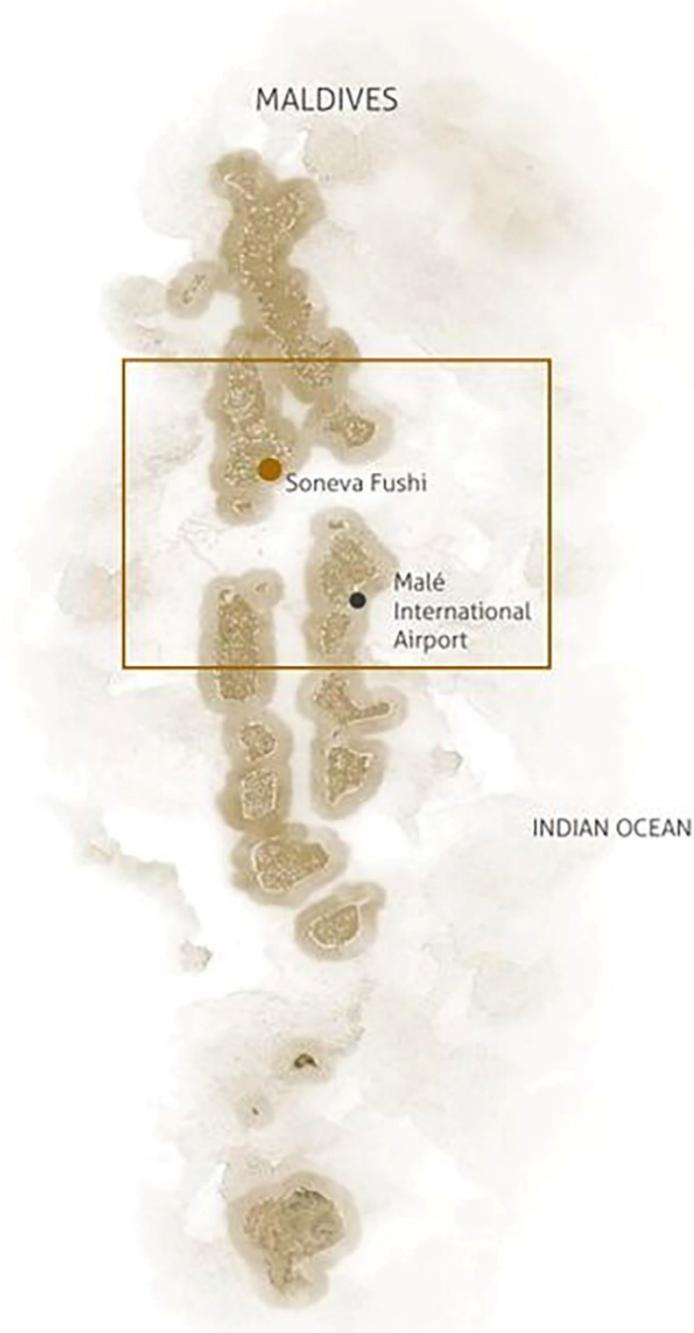 MALDIVES
Soneva Fushi
Malé
International
Airport
INDIAN OCEAN